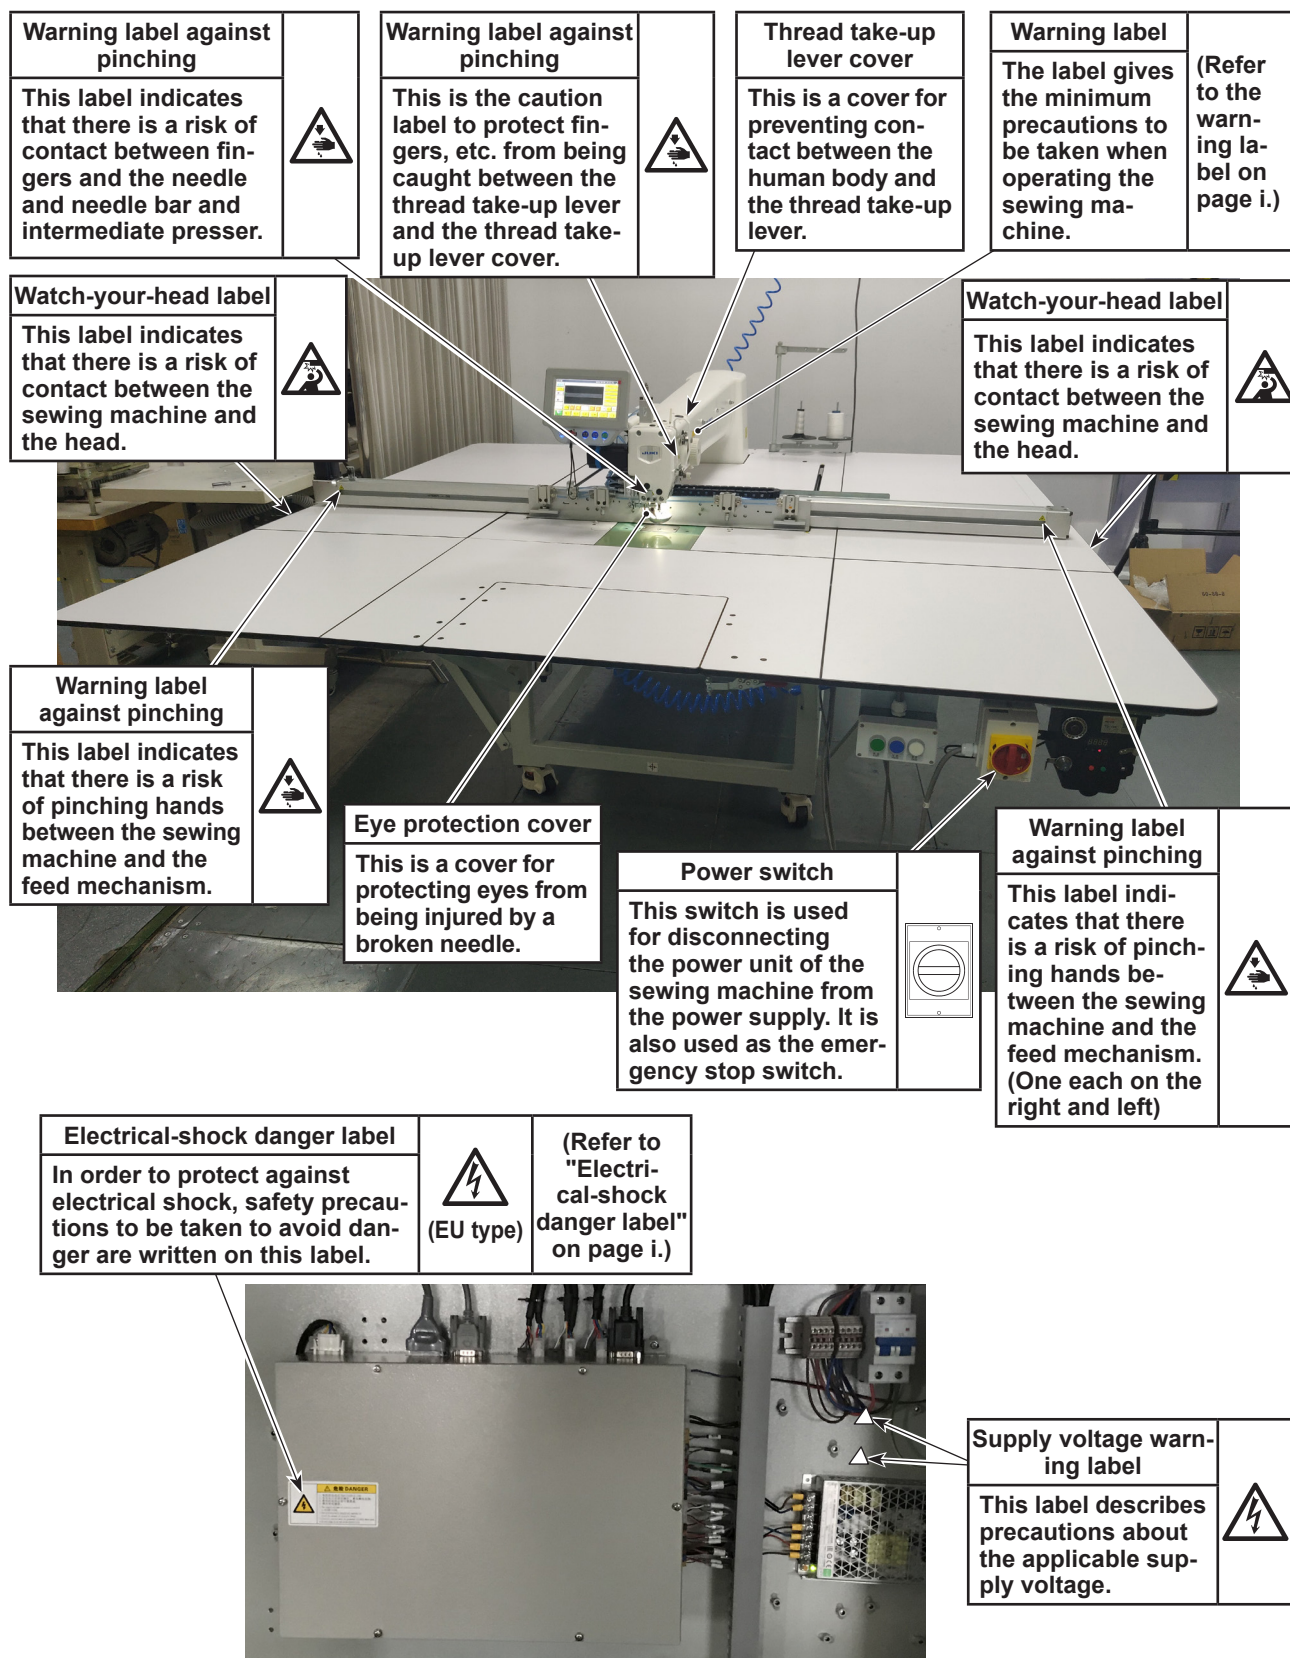 Warning label against
pinching
This label indicates
that there is a risk of
contact between fin-
gers and the needle
and needle bar and
intermediate presser.
Warning label against
pinching
This is the caution
label to protect fin-
gers, etc. from being
caught between the
thread take-up lever
and the thread take-
up lever cover.
Thread take-up
lever cover
This is a cover for
preventing con-
tact between the
human body and
the thread take-up
lever.
Warning label
The label gives
the minimum
precautions to
be taken when
operating the
sewing ma-
chine.
(Refer
to the
warn-
ing la-
bel on
page i.)
Watch-your-head label
This label indicates
that there is a risk of
contact between the
sewing machine and
the head.
Watch-your-head label
This label indicates
that there is a risk of
contact between the
sewing machine and
the head.
Warning label
against pinching
This label indicates
that there is a risk
of pinching hands
between the sewing
machine and the
feed mechanism.
Eye protection cover
This is a cover for
protecting eyes from
being injured by a
broken needle.
Power switch
This switch is used
for disconnecting
the power unit of the
sewing machine from
the power supply. It is
also used as the emer-
gency stop switch.
Warning label
against pinching
This label indi-
cates that there
is a risk of pinch-
ing hands be-
tween the sewing
machine and the
feed mechanism.
(One each on the
right and left)
Electrical-shock danger label
In order to protect against
electrical shock, safety precau-
tions to be taken to avoid dan-
ger are written on this label.
(EU type)
(Refer to
"Electri-
cal-shock
danger label"
on page i.)
危険 DANGER
Supply voltage warn-
ing label
This label describes
precautions about
the applicable sup-
ply voltage.